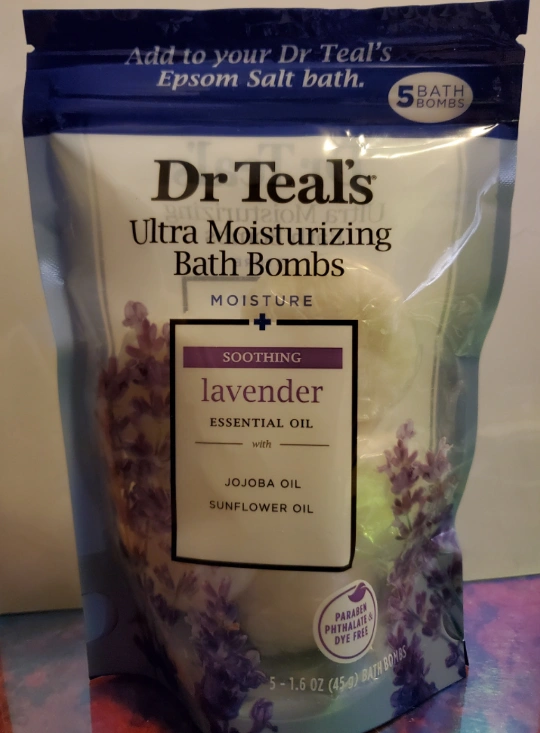 Add to your Dr Teal's
Epsom Salt bath.
5 BATH
BOMBS
Dr Teal's
Ultra Moisturizing
Bath Bombs
MOISTURE
+
SOOTHING
lavender
ESSENTIAL OIL
with
JOJOBA OIL
SUNFLOWER OIL
PARABEN
PHTHALATE &
DYE FREE
5 - 1.6 OZ (45 g) BATH BOMBS